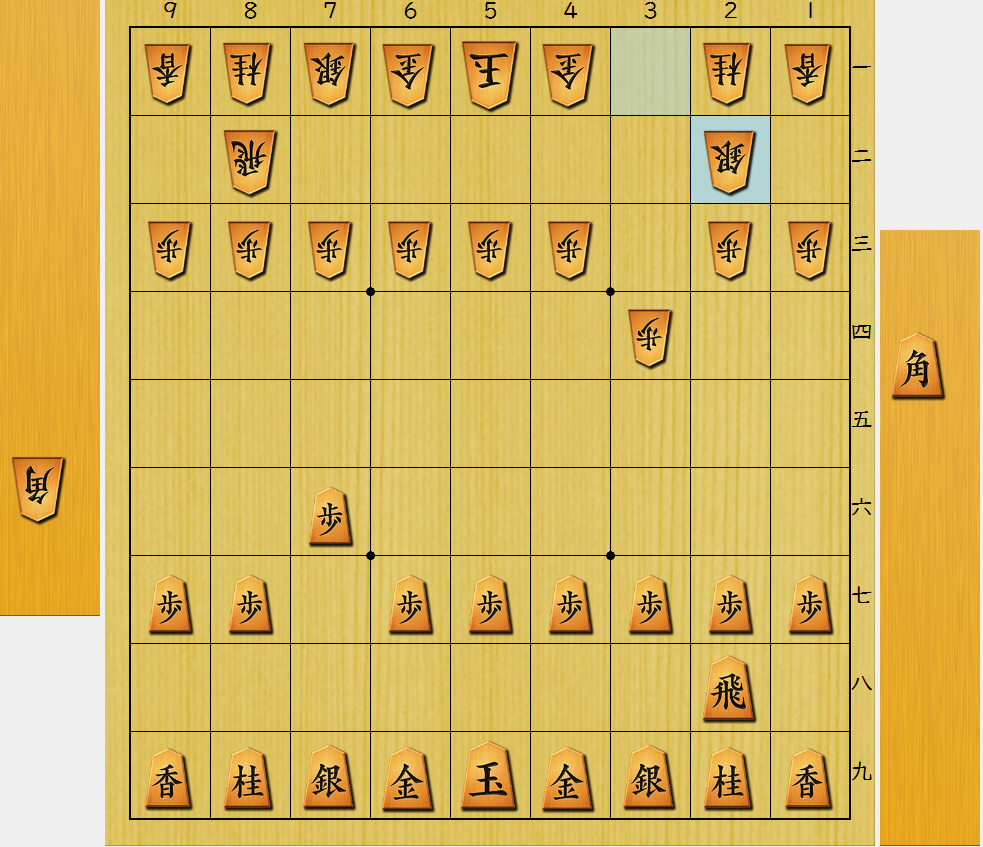 9 8 7 6 5 4 3 2 1
香 桂 銀 金 玉 金 桂 香 一
飛 銀 二
歩 歩 歩 歩 歩 歩 歩 歩 三
歩 四
角
五
角
歩 六
歩 歩 歩 歩 歩 歩 歩 歩 七
飛 八
香 桂 銀 金 玉 金 銀 桂 香 九